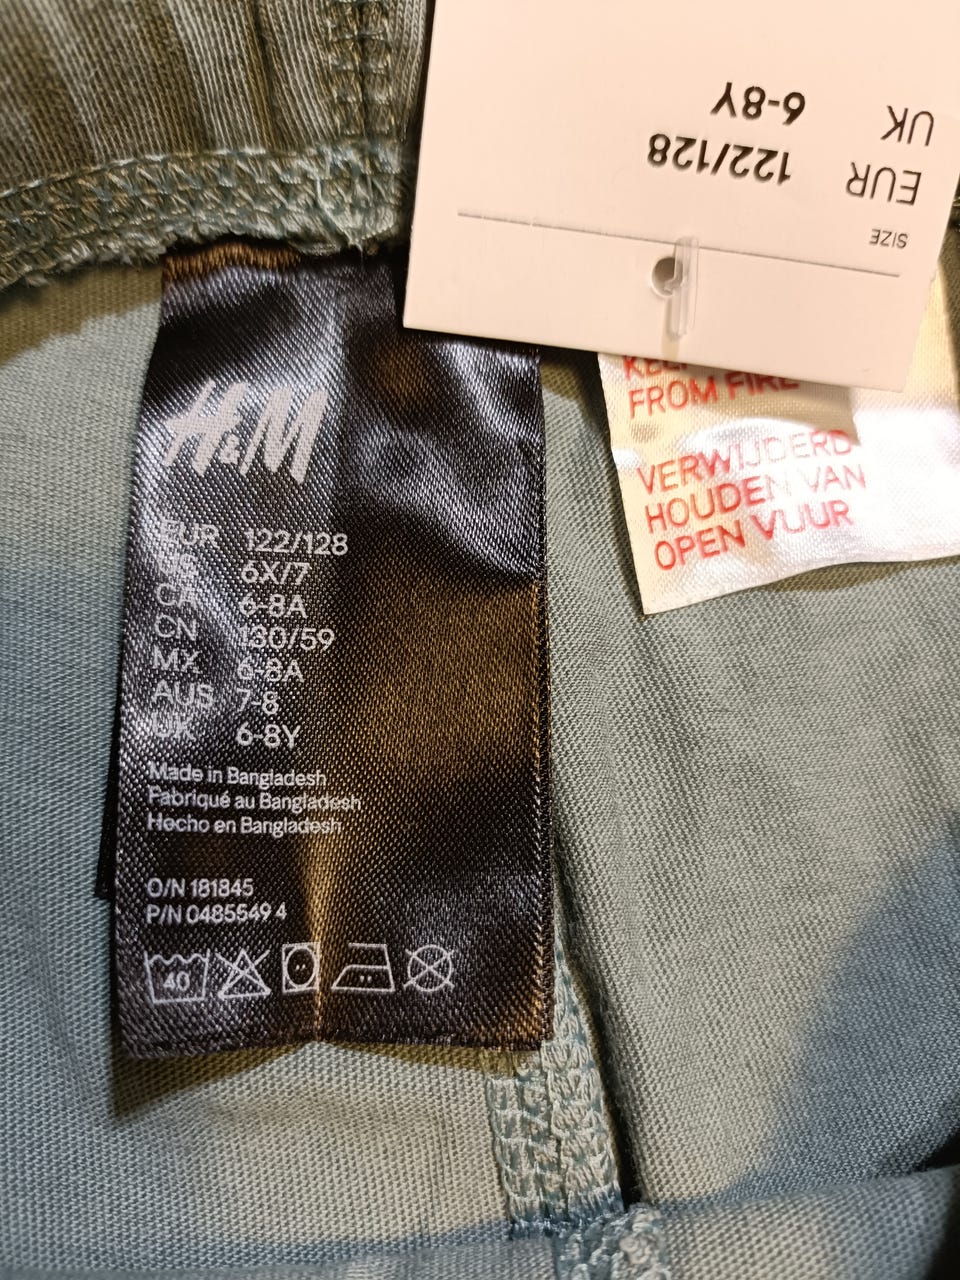 UK 6-8Y
EUR 122/128
SIZE
H&M
EUR 122/128
US 6X/7
CA 6-8A
CN 130/59
MX 6-8A
AUS 7-8
UK 6-8Y
Made in Bangladesh
Fabriqué au Bangladesh
Hecho en Bangladesh
O/N 181845
P/N 0485549 4
40
FROM FIRE
VERWIJDERD
HOUDEN VAN
OPEN VUUR